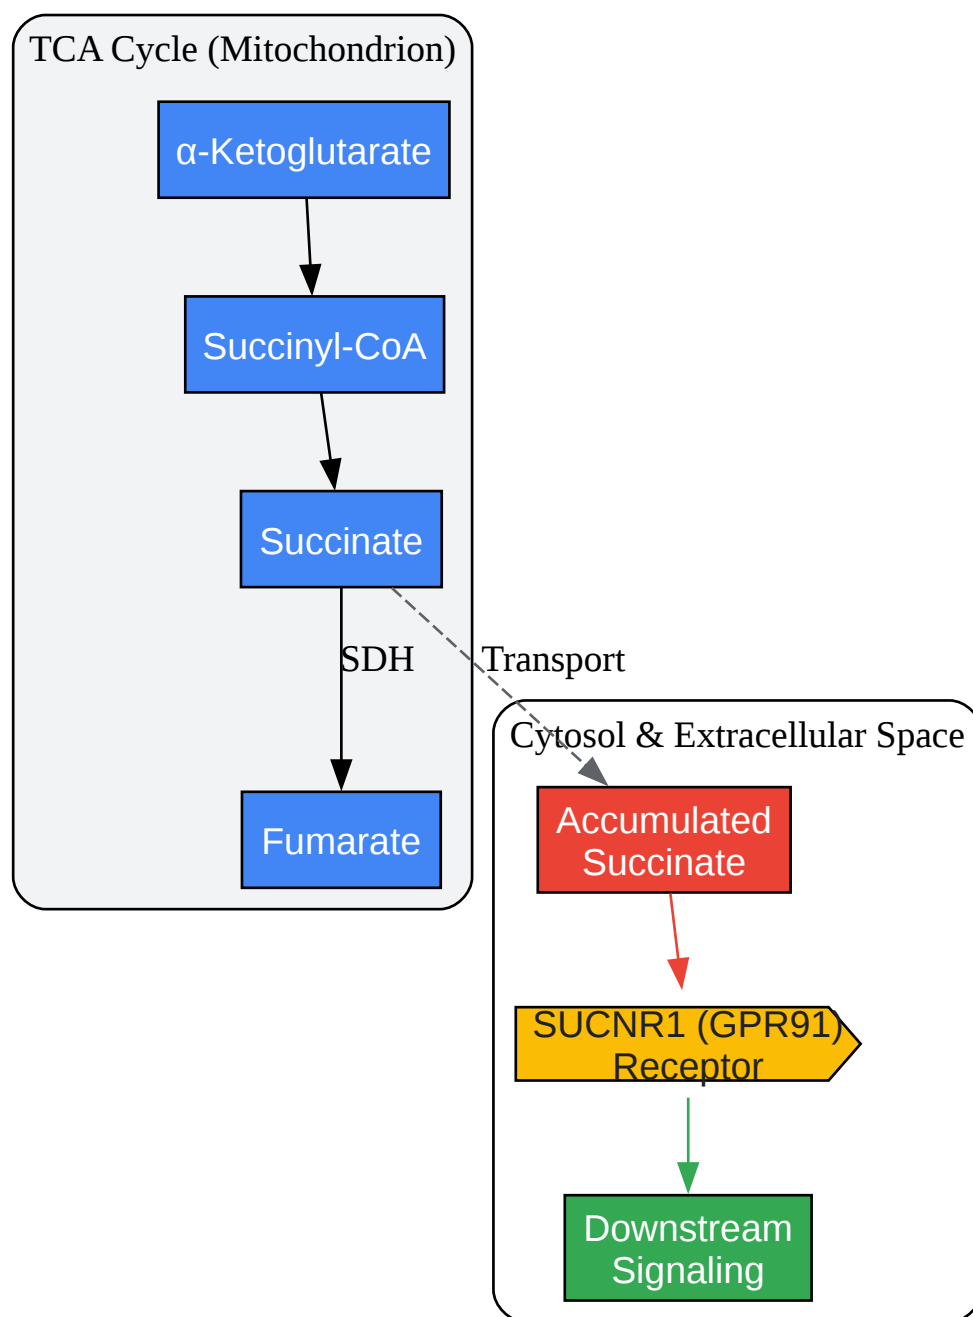 TCA Cycle (Mitochondrion)
α-Ketoglutarate
Succinyl-CoA
Succinate
SDH
Transport
Fumarate
Cytosol & Extracellular Space
Accumulated
Succinate
SUCNR1 (GPR91)
Receptor
Downstream
Signaling